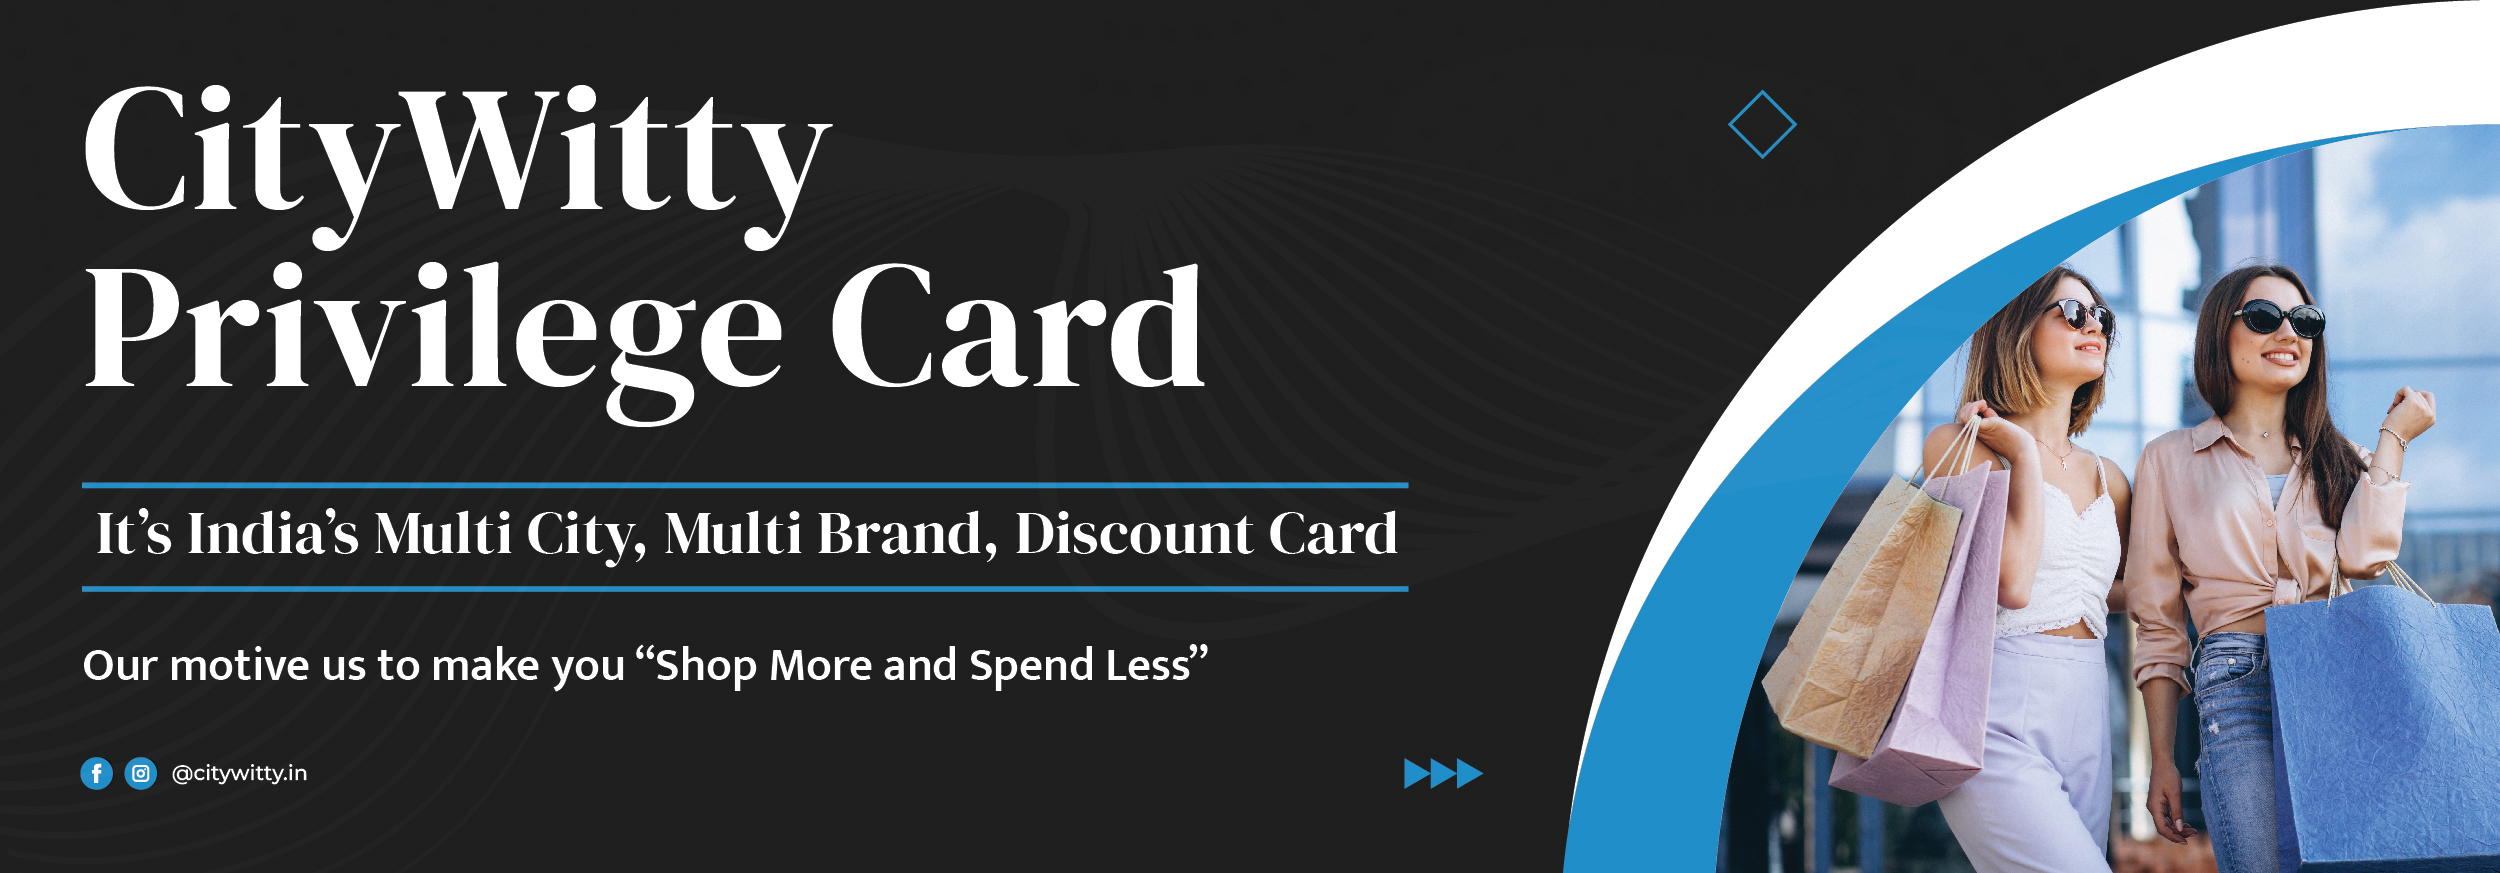 CityWitty
Privilege Card
It’s India’s Multi City, Multi Brand, Discount Card
Our motive us to make you “Shop More and Spend Less”
@citywitty.in